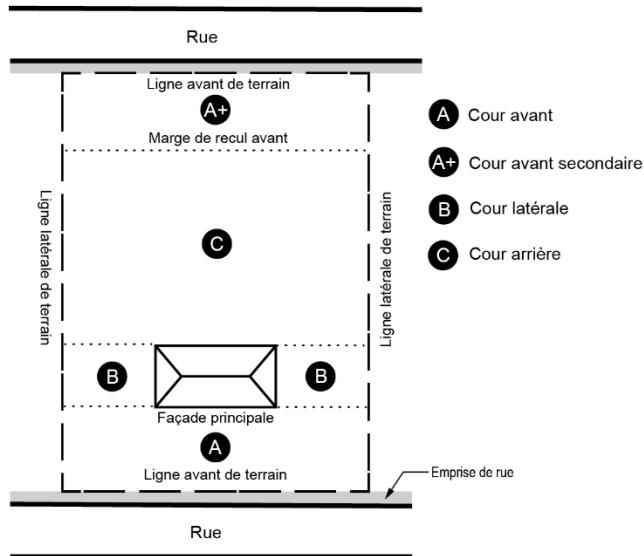 Rue
Ligne avant de terrain
A+
Marge de recul avant
A Cour avant
A+ Cour avant secondaire
B Cour latérale
C Cour arrière
Ligne latérale de terrain
C
Ligne latérale de terrain
B
B
Façade principale
A
Ligne avant de terrain
Emprise de rue
Rue